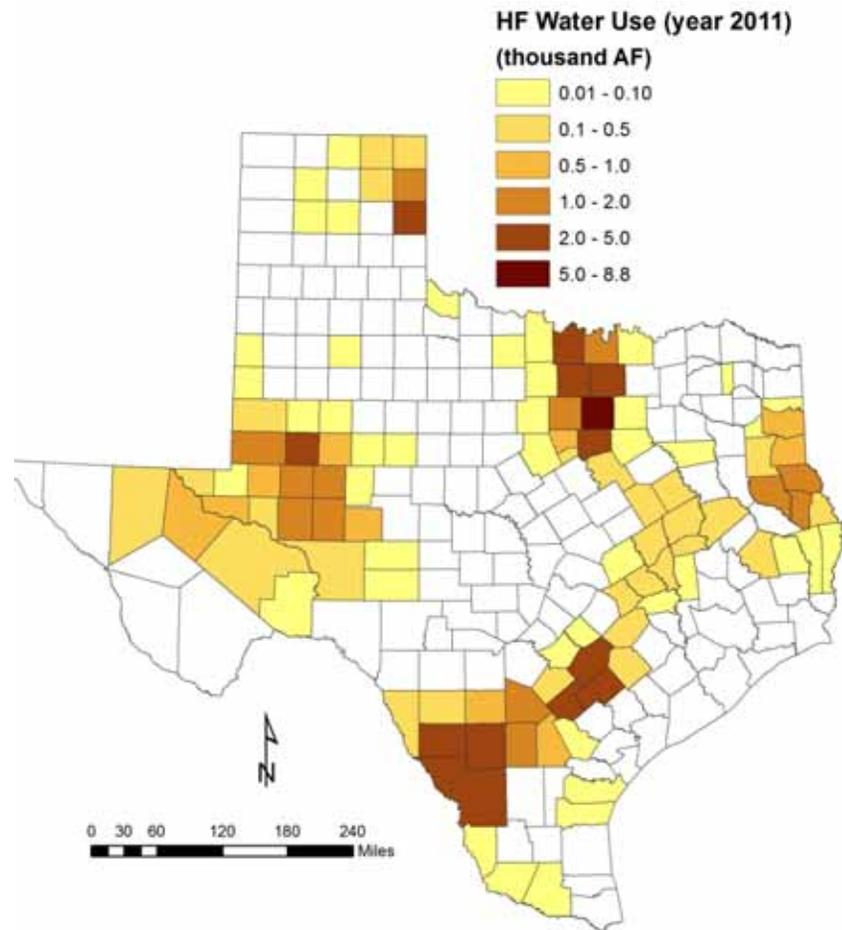 HF Water Use (year 2011)
(thousand AF)
0.01 - 0.10
0.1 - 0.5
0.5 - 1.0
1.0 - 2.0
2.0 - 5.0
5.0 - 8.8
N
0 30 60 120 180 240
Miles